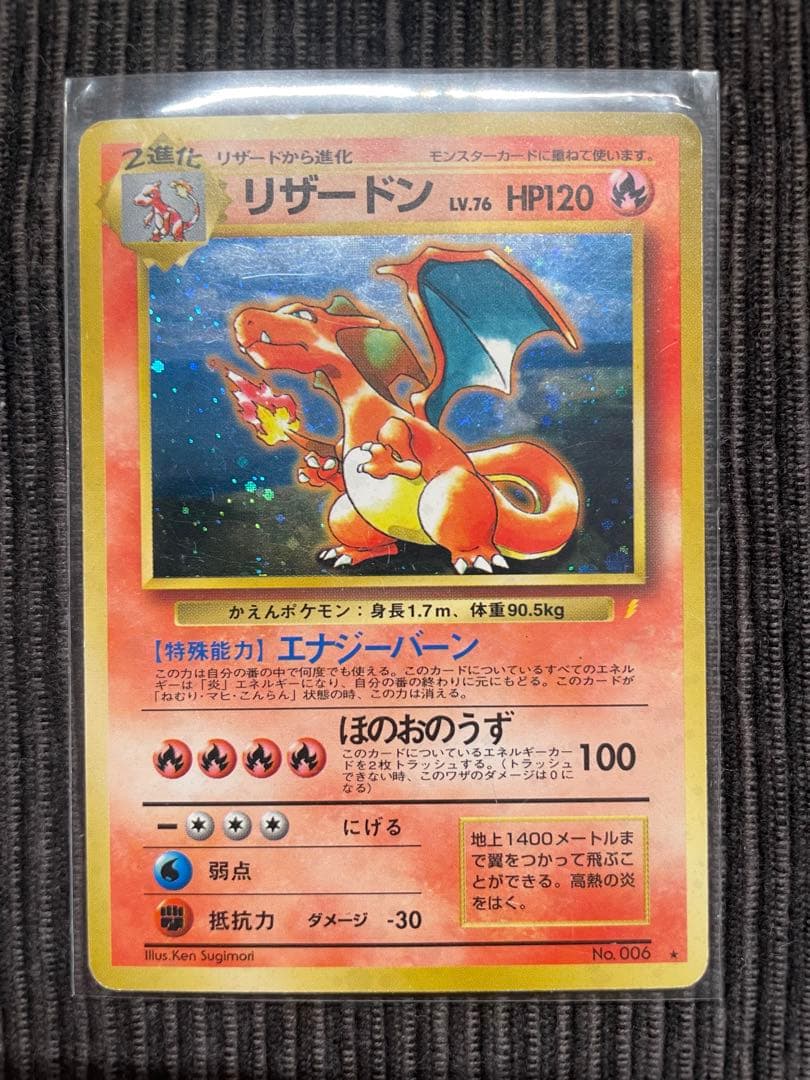 2進化
リザードから進化
モンスターカードに重ねて使います。
リザードン LV.76 HP120
かえんポケモン：身長1.7m、体重90.5kg
【特殊能力】エナジーバーン
この力は自分の番の中で何度でも使える。このカードについているすべてのエネル
ギーは「炎」エネルギーになり、自分の番の終わりに元にもどる。このカードが
「ねむり・マヒ・こんらん」状態の時、この力は消える。
ほのおのうず
このカードについているエネルギーカー
ドを2枚トラッシュする。（トラッシュ
できない時、このワザのダメージは0に
なる）
100
にげる
弱点
抵抗力 ダメージ -30
地上1400メートルま
で翼をつかって飛ぶこ
とができる。高熱の炎
をはく。
Illus.Ken Sugimori
No. 006 ★